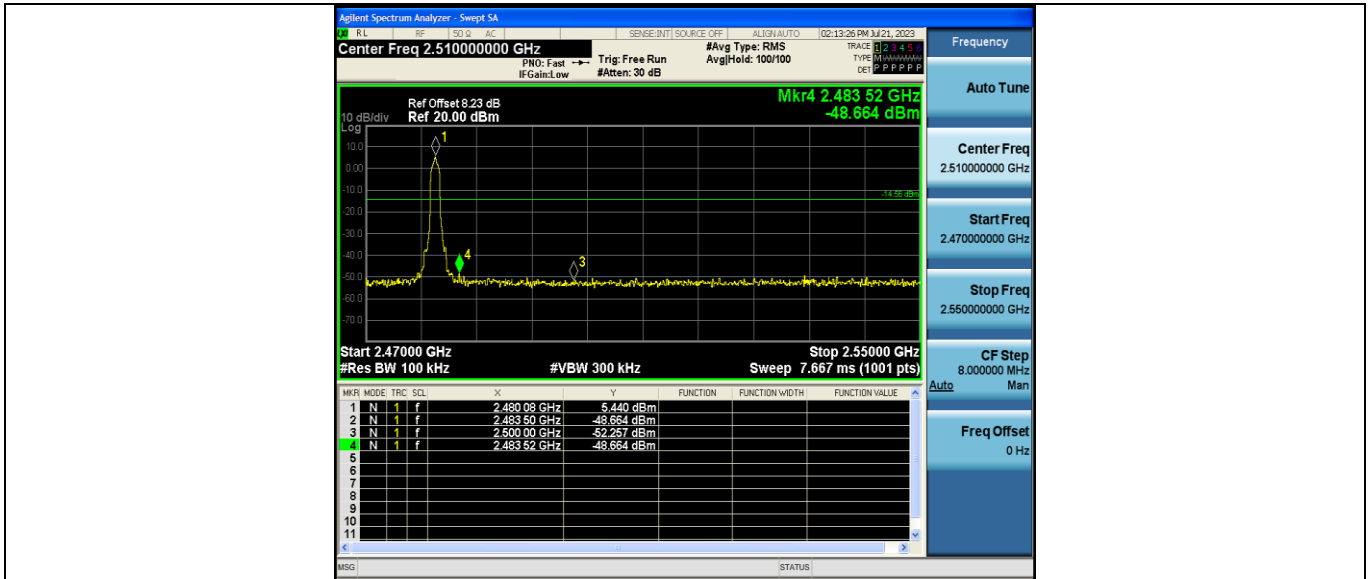 Agilent Spectrum Analyzer - Swept SA
LXI RL RF 50 Ω AC SENSE:INT SOURCE OFF ALIGN AUTO 02:13:26 PM Jul 21, 2023
Center Freq 2.510000000 GHz
PNO: Fast
IFGain:Low
Trig: Free Run
#Atten: 30 dB
#Avg Type: RMS
Avg|Hold: 100/100
TRACE 1 2 3 4 5 6
TYPE MWWWWW
DET P P P P P P
Mkr4 2.483 52 GHz
-48.664 dBm
Ref Offset 8.23 dB
10 dB/div Ref 20.00 dBm
Log
10.0
0.00
-10.0
-20.0
-30.0
-40.0
-50.0
-60.0
-70.0
1
4
3
-14.56 dBm
Start 2.47000 GHz Stop 2.55000 GHz
#Res BW 100 kHz #VBW 300 kHz Sweep 7.667 ms (1001 pts)
MKR MODE TRC SCL X Y FUNCTION FUNCTION WIDTH FUNCTION VALUE
1 N 1 f 2.480 08 GHz 5.440 dBm
2 N 1 f 2.483 50 GHz -48.664 dBm
3 N 1 f 2.500 00 GHz -52.257 dBm
4 N 1 f 2.483 52 GHz -48.664 dBm
5
6
7
8
9
10
11
MSG STATUS
Frequency
Auto Tune
Center Freq
2.510000000 GHz
Start Freq
2.470000000 GHz
Stop Freq
2.550000000 GHz
CF Step
8.000000 MHz
Auto Man
Freq Offset
0 Hz